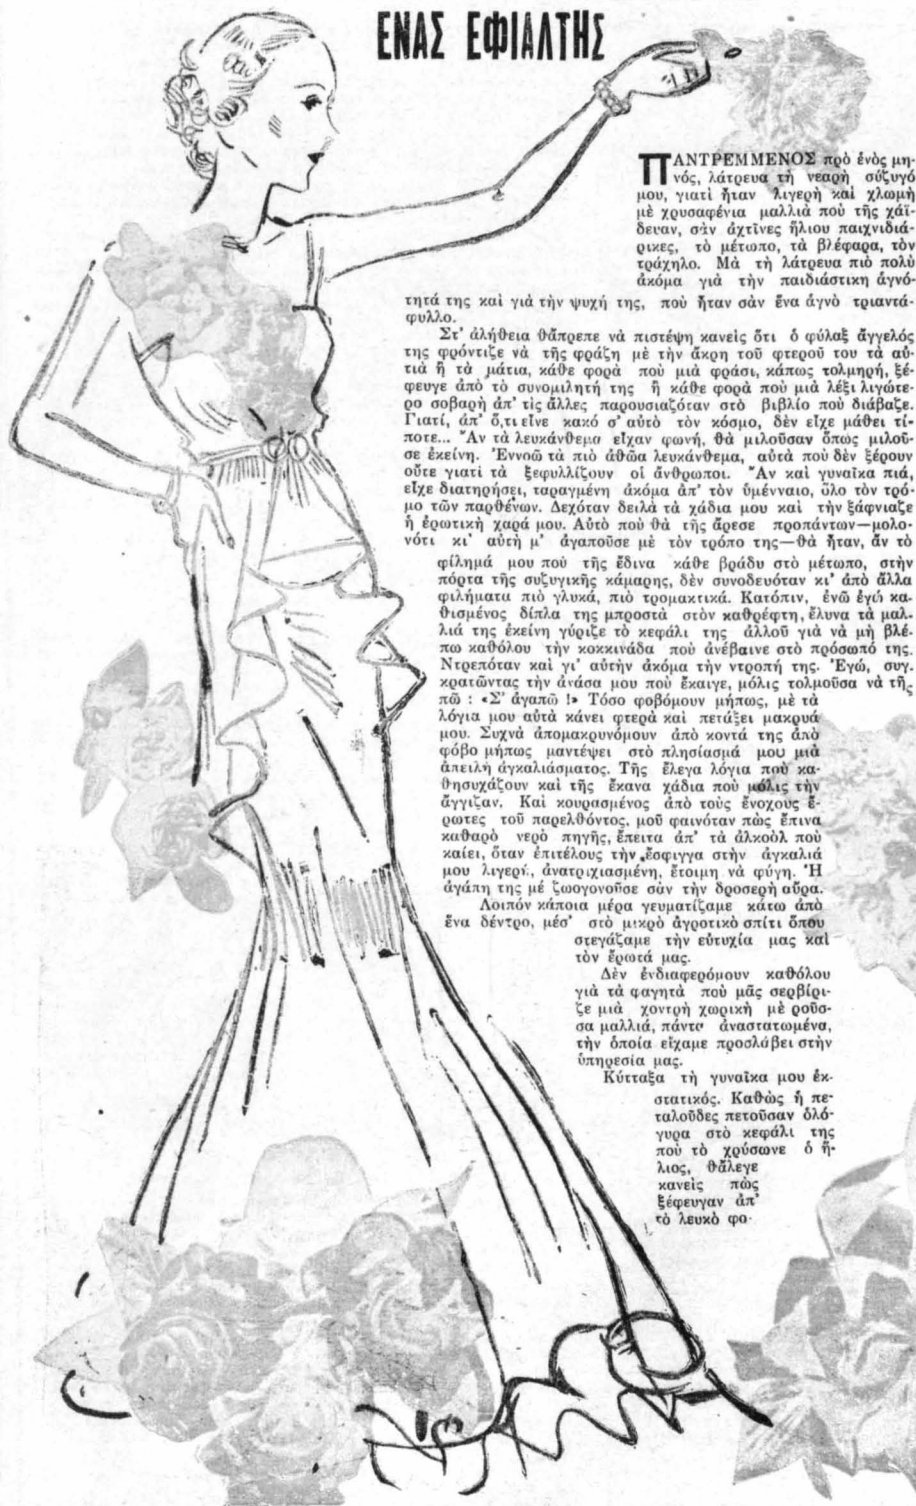 ΕΝΑΣ ΕΦΙΑΛΤΗΣ
ΠΑΝΤΡΕΜΜΕΝΟΣ πρὸ ἑνὸς μη-
νός, λάτρευα τὴ νεαρὴ σύζυγό
μου, γιατὶ ἦταν λιγερὴ καὶ χλωμὴ
μὲ χρυσαφένια μαλλιὰ ποὺ τῆς χάϊ-
δευαν, σὰν ἀχτῖνες ἥλιου παιχνιδιά-
ρικες, τὸ μέτωπο, τὰ βλέφαρα, τὸν
τράχηλο. Μὰ τὴ λάτρευα πιὸ πολὺ
ἀκόμα γιὰ τὴν παιδιάστικη ἁγνό-
τητά της καὶ γιὰ τὴν ψυχή της, ποὺ ἦταν σὰν ἕνα ἁγνὸ τριαντά-
φυλλο.
Στ' ἀλήθεια θἄπρεπε νὰ πιστέψη κανεὶς ὅτι ὁ φύλαξ ἄγγελός
της φρόντιζε νὰ τῆς φράζη μὲ τὴν ἄκρη τοῦ φτεροῦ του τὰ αὐ-
τιὰ ἢ τὰ μάτια, κάθε φορὰ ποὺ μιὰ φράσι, κάπως τολμηρή, ξέ-
φευγε ἀπὸ τὸ συνομιλητή της ἢ κάθε φορὰ ποὺ μιὰ λέξι λιγώτε-
ρο σοβαρὴ ἀπ' τὶς ἄλλες παρουσιαζόταν στὸ βιβλίο ποὺ διάβαζε.
Γιατί, ἀπ' ὅ,τι εἶνε κακό σ' αὐτὸ τὸν κόσμο, δὲν εἶχε μάθει τί-
ποτε... Ἂν τὰ λευκάνθεμα εἶχαν φωνή, θὰ μιλοῦσαν ὅπως μιλοῦ-
σε ἐκείνη. Ἐννοῶ τὰ πιὸ ἀθῶα λευκάνθεμα, αὐτὰ ποὺ δὲν ξέρουν
οὔτε γιατὶ τὰ ξεφυλλίζουν οἱ ἄνθρωποι. Ἂν καὶ γυναῖκα πιά,
εἶχε διατηρήσει, ταραγμένη ἀκόμα ἀπ' τὸν ὑμένναιο, ὅλο τὸν τρό-
μο τῶν παρθένων. Δεχόταν δειλὰ τὰ χάδια μου καὶ τὴν ξάφνιαζε
ἡ ἐρωτικὴ χαρά μου. Αὐτὸ ποὺ θὰ τῆς ἄρεσε προπάντων—μολο-
νότι κι' αὐτὴ μ' ἀγαποῦσε μὲ τὸν τρόπο της—θὰ ἦταν, ἂν τὸ
φίλημά μου ποὺ τῆς ἔδινα κάθε βράδυ στὸ μέτωπο, στὴν
πόρτα τῆς συζυγικῆς κάμαρης, δὲν συνοδευόταν κι' ἀπὸ ἄλλα
φιλήματα πιὸ γλυκά, πιὸ τρομακτικά. Κατόπιν, ἐνῶ ἐγὼ κα-
θισμένος δίπλα της μπροστὰ στὸν καθρέφτη, ἔλυνα τὰ μαλ-
λιά της ἐκείνη γύριζε τὸ κεφάλι της ἀλλοῦ γιὰ νὰ μὴ βλέ-
πω καθόλου τὴν κοκκινάδα ποὺ ἀνέβαινε στὸ πρόσωπό της.
Ντρεπόταν καὶ γι' αὐτὴν ἀκόμα τὴν ντροπή της. Ἐγώ, συγ-
κρατῶντας τὴν ἀνάσα μου ποὺ ἔκαιγε, μόλις τολμοῦσα νὰ τῆς
πῶ : «Σ' ἀγαπῶ !» Τόσο φοβόμουν μήπως, μὲ τὰ
λόγια μου αὐτὰ κάνει φτερὰ καὶ πετάξει μακρυά
μου. Συχνὰ ἀπομακρυνόμουν ἀπὸ κοντά της ἀπὸ
φόβο μήπως μαντέψει στὸ πλησίασμά μου μιὰ
ἀπειλὴ ἀγκαλιάσματος. Τῆς ἔλεγα λόγια ποὺ κα-
θησυχάζουν καὶ τῆς ἔκανα χάδια ποὺ μόλις τὴν
ἄγγιζαν. Καὶ κουρασμένος ἀπὸ τοὺς ἔνοχους ἔ-
ρωτες τοῦ παρελθόντος, μοῦ φαινόταν πὼς ἔπινα
καθαρὸ νερὸ πηγῆς, ἔπειτα ἀπ' τὰ ἀλκοὸλ ποὺ
καίει, ὅταν ἐπιτέλους τὴν ἔσφιγγα στὴν ἀγκαλιά
μου λιγερή, ἀνατριχιασμένη, ἕτοιμη νὰ φύγη. Ἡ
ἀγάπη της μὲ ζωογονοῦσε σὰν τὴν δροσερὴ αὔρα.
Λοιπὸν κάποια μέρα γευματίζαμε κάτω ἀπὸ
ἕνα δέντρο, μέσ' στὸ μικρὸ ἀγροτικὸ σπίτι ὅπου
στεγάζαμε τὴν εὐτυχία μας καὶ
τὸν ἔρωτά μας.
Δὲν ἐνδιαφερόμουν καθόλου
γιὰ τὰ φαγητὰ ποὺ μᾶς σερβίρι-
ζε μιὰ χοντρὴ χωρικὴ μὲ ροῦσ-
σα μαλλιά, πάντα ἀναστατωμένα,
τὴν ὁποία εἴχαμε προσλάβει στὴν
ὑπηρεσία μας.
Κύτταξα τὴ γυναῖκα μου ἐκ-
στατικός. Καθὼς ἡ πε-
ταλοῦδες πετοῦσαν ὁλό-
γυρα στὸ κεφάλι της
ποὺ τὸ χρύσωνε ὁ ἥ-
λιος, θἄλεγε
κανεὶς πὼς
ξέφευγαν ἀπ'
τὸ λευκὸ φο-